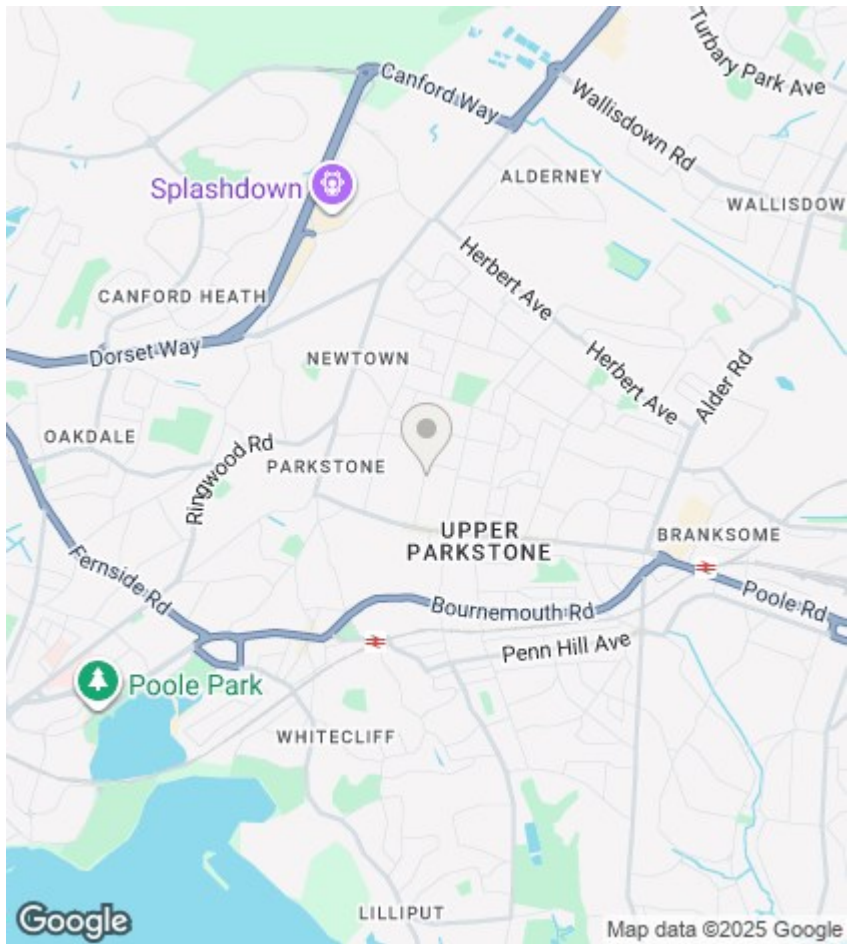 Turbary Park Ave
Canford Way
Wallisdown Rd
Splashdown
ALDERNEY
WALLISDOW
Herbert Ave
CANFORD HEATH
Dorset Way
NEWTOWN
Herbert Ave
Alder Rd
OAKDALE
Ringwood Rd
PARKSTONE
UPPER
PARKSTONE
BRANKSOME
Fernside Rd
Bournemouth Rd
Poole Rd
Penn Hill Ave
Poole Park
WHITECLIFF
LILLIPUT
Google
Map data ©2025 Google